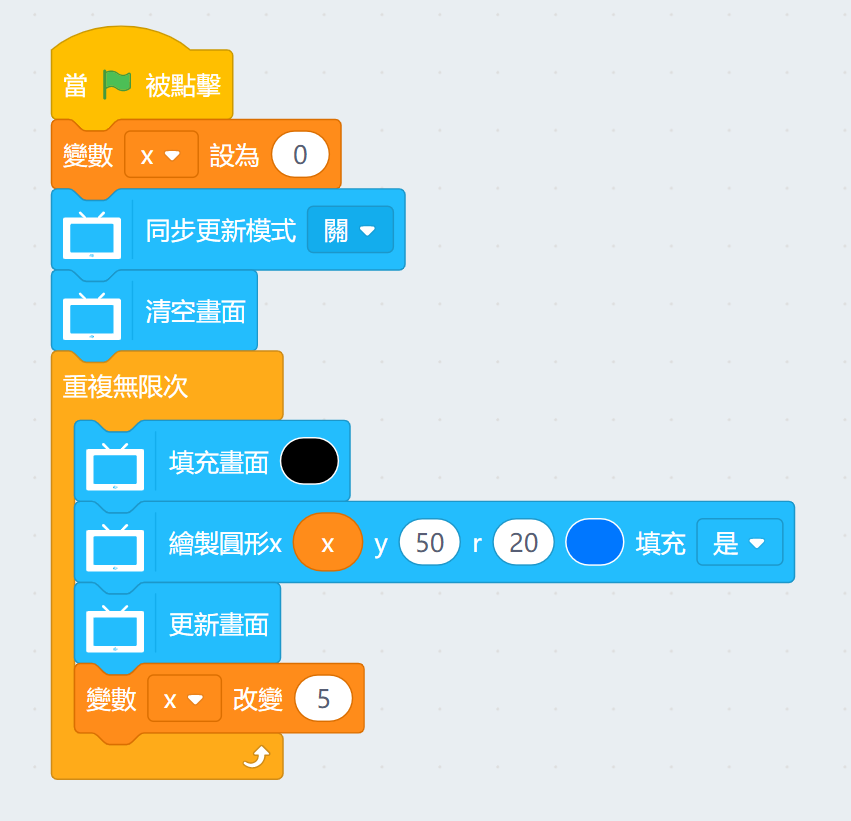 當 被點擊
變數 x 設為 0
同步更新模式 關
清空畫面
重複無限次
填充畫面
繪製圓形x x y 50 r 20 填充 是
更新畫面
變數 x 改變 5